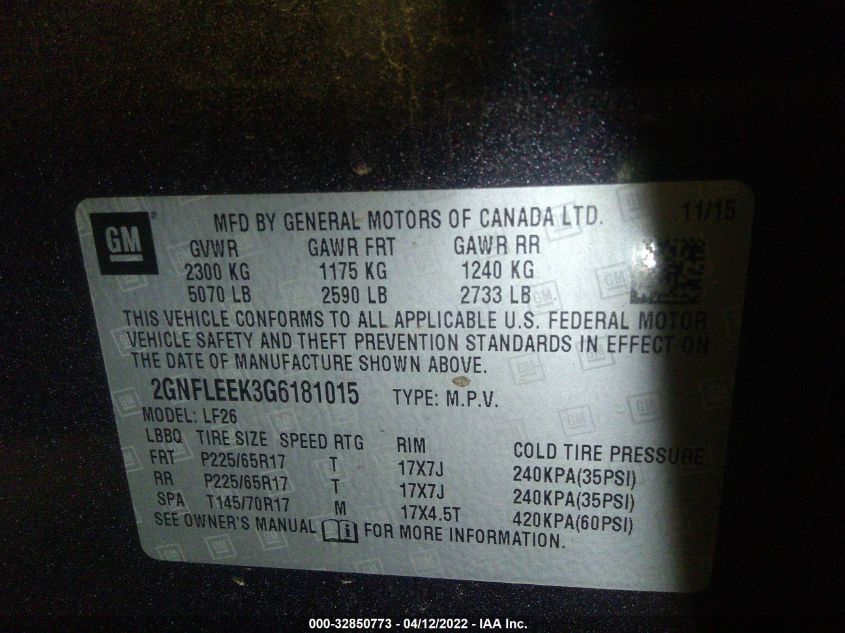 GM
MFD BY GENERAL MOTORS OF CANADA LTD. 11/15
GVWR GAWR FRT GAWR RR
2300 KG 1175 KG 1240 KG
5070 LB 2590 LB 2733 LB
THIS VEHICLE CONFORMS TO ALL APPLICABLE U.S. FEDERAL MOTOR
VEHICLE SAFETY AND THEFT PREVENTION STANDARDS IN EFFECT ON
THE DATE OF MANUFACTURE SHOWN ABOVE.
2GNFLEEK3G6181015 TYPE: M.P.V.
MODEL: LF26
LBBQ TIRE SIZE SPEED RTG RIM COLD TIRE PRESSURE
FRT P225/65R17 T 17X7J 240KPA(35PSI)
RR P225/65R17 T 17X7J 240KPA(35PSI)
SPA T145/70R17 M 17X4.5T 420KPA(60PSI)
SEE OWNER'S MANUAL FOR MORE INFORMATION.
000-32850773 - 04/12/2022 - IAA Inc.